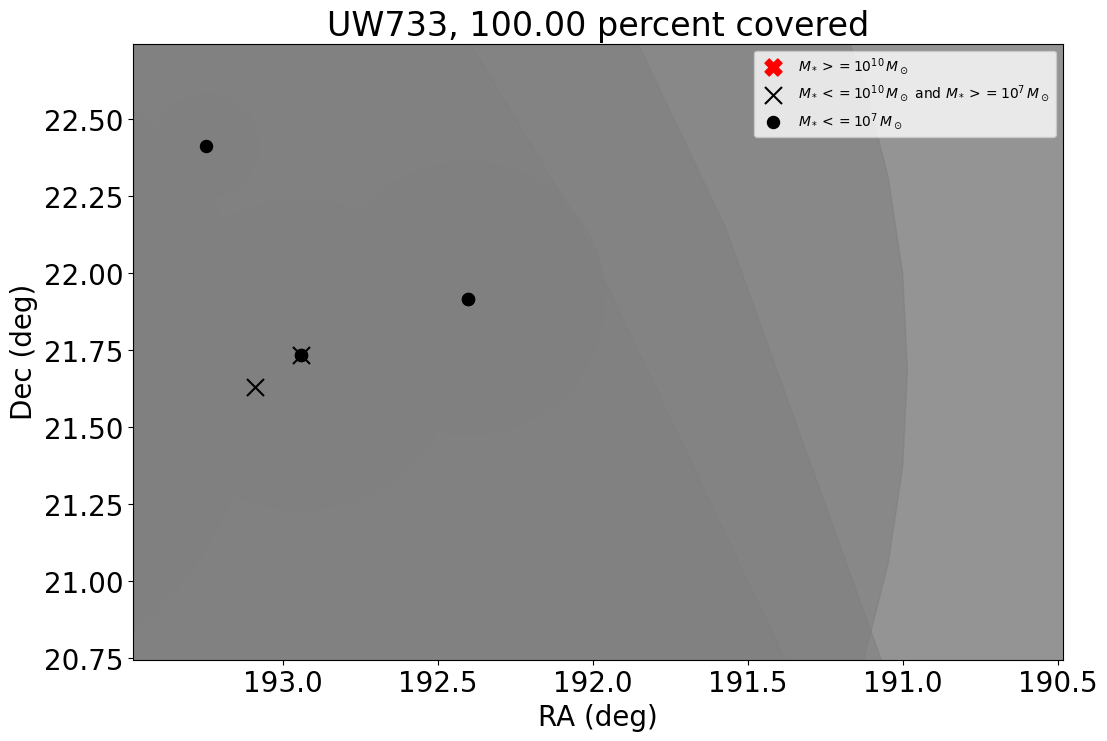 UW733, 100.00 percent covered
M* >= 10^10 M⊙
M* <= 10^10 M⊙ and M* >= 10^7 M⊙
M* <= 10^7 M⊙
22.50
22.25
22.00
21.75
21.50
21.25
21.00
20.75
Dec (deg)
193.0 192.5 192.0 191.5 191.0 190.5
RA (deg)